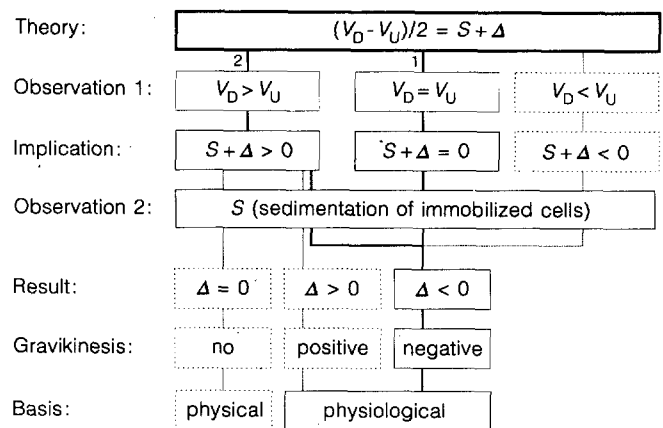 Theory: (V_D - V_U)/2 = S + Δ
2 1
Observation 1: V_D > V_U V_D = V_U V_D < V_U
Implication: S + Δ > 0 S + Δ = 0 S + Δ < 0
Observation 2: S (sedimentation of immobilized cells)
Result: Δ = 0 Δ > 0 Δ < 0
Gravikinesis: no positive negative
Basis: physical physiological